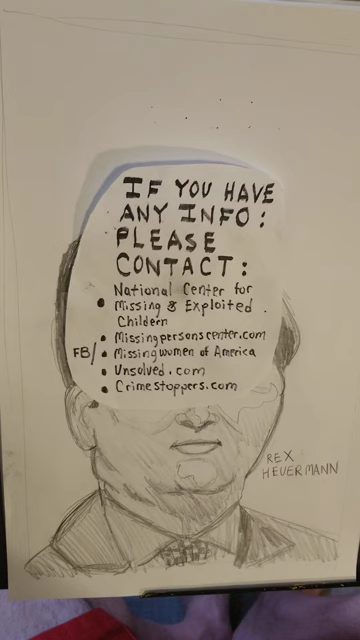 IF YOU HAVE
ANY INFO:
PLEASE
CONTACT:
National Center for
• Missing & Exploited
Childern
• Missingpersonscenter.com
FB/• Missingwomen of America
• Unsolved.com
• Crimestoppers.com
REX
HEUERMANN